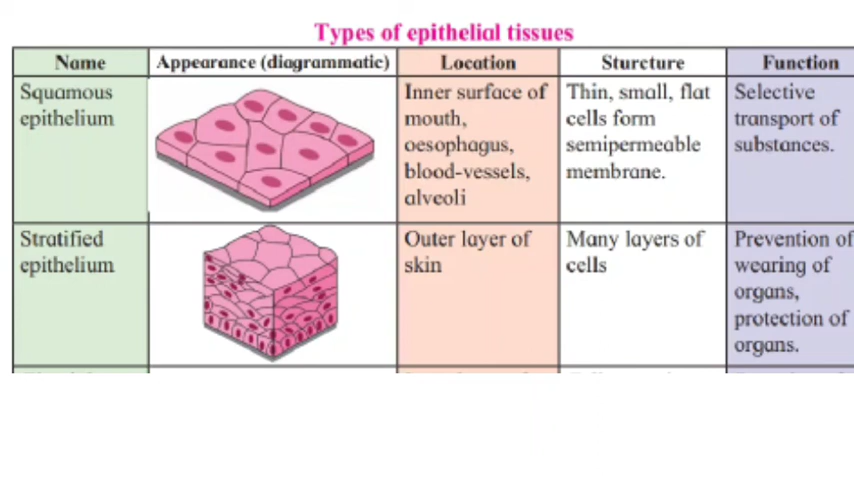 Types of epithelial tissues
Name
Appearance (diagrammatic)
Location
Sturcture
Function
Squamous
epithelium
Inner surface of
mouth,
oesophagus,
blood-vessels,
alveoli
Thin, small, flat
cells form
semipermeable
membrane.
Selective
transport of
substances.
Stratified
epithelium
Outer layer of
skin
Many layers of
cells
Prevention of
wearing of
organs,
protection of
organs.